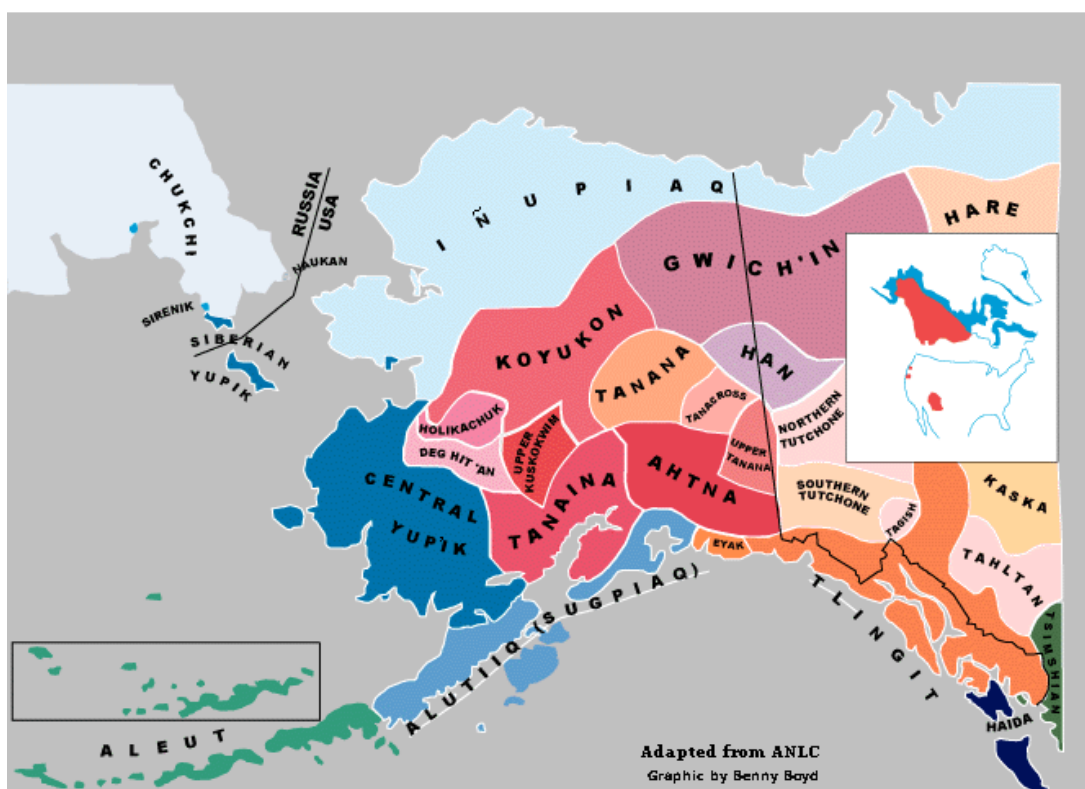 CHUKCHI
RUSSIA
USA
NAUKAN
SIRENIK
SIBERIAN
YUPIK
IÑUPIAQ
GWICH'IN
HARE
KOYUKON
TANANA
HAN
TANACROSS
HOLIKACHUK
DEG HIT'AN
UPPER
KUSKOKWIM
UPPER
TANANA
NORTHERN
TUTCHONE
CENTRAL
YUP'IK
TANAINA
AHTNA
SOUTHERN
TUTCHONE
TAGISH
KASKA
EYAK
TAHLTAN
TLINGIT
TSIMSHIAN
HAIDA
ALUTIIQ (SUGPIAQ)
ALEUT
Adapted from ANLC
Graphic by Benny Boyd